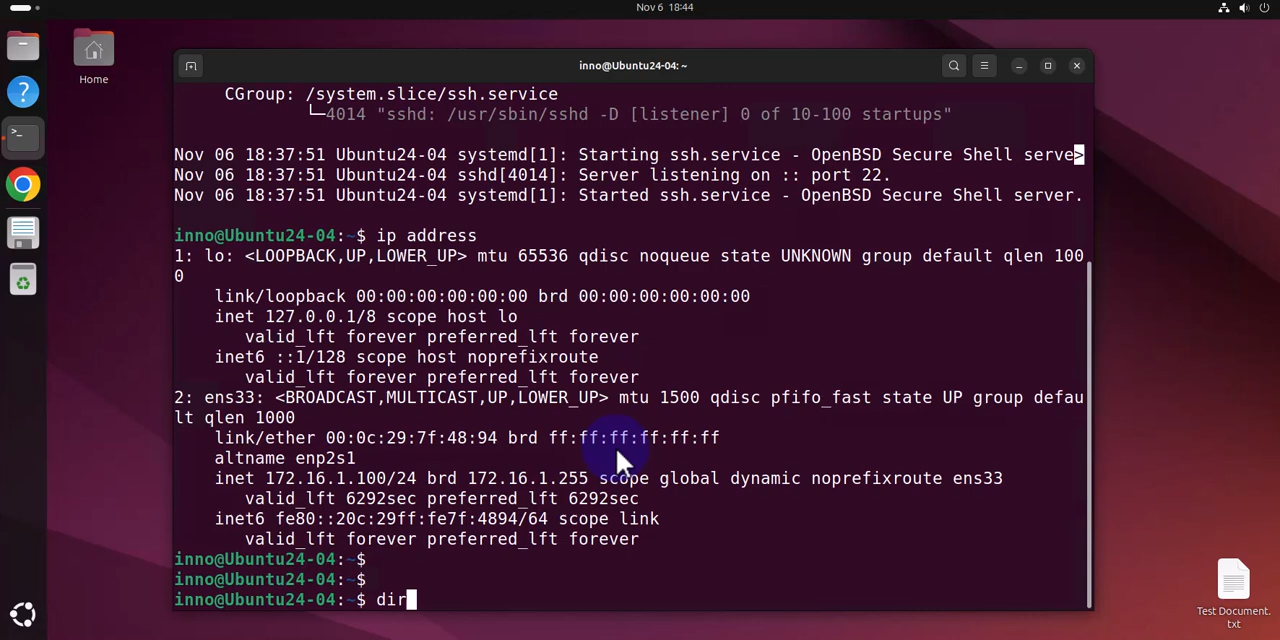 Nov 6 18:44
Home
inno@Ubuntu24-04: ~
CGroup: /system.slice/ssh.service
└─4014 "sshd: /usr/sbin/sshd -D [listener] 0 of 10-100 startups"
Nov 06 18:37:51 Ubuntu24-04 systemd[1]: Starting ssh.service - OpenBSD Secure Shell serve>
Nov 06 18:37:51 Ubuntu24-04 sshd[4014]: Server listening on :: port 22.
Nov 06 18:37:51 Ubuntu24-04 systemd[1]: Started ssh.service - OpenBSD Secure Shell server.
inno@Ubuntu24-04:~$ ip address
1: lo: <LOOPBACK,UP,LOWER_UP> mtu 65536 qdisc noqueue state UNKNOWN group default qlen 100
0
link/loopback 00:00:00:00:00:00 brd 00:00:00:00:00:00
inet 127.0.0.1/8 scope host lo
valid_lft forever preferred_lft forever
inet6 ::1/128 scope host noprefixroute
valid_lft forever preferred_lft forever
2: ens33: <BROADCAST,MULTICAST,UP,LOWER_UP> mtu 1500 qdisc pfifo_fast state UP group defau
lt qlen 1000
link/ether 00:0c:29:7f:48:94 brd ff:ff:ff:ff:ff:ff
altname enp2s1
inet 172.16.1.100/24 brd 172.16.1.255 scope global dynamic noprefixroute ens33
valid_lft 6292sec preferred_lft 6292sec
inet6 fe80::20c:29ff:fe7f:4894/64 scope link
valid_lft forever preferred_lft forever
inno@Ubuntu24-04:~$
inno@Ubuntu24-04:~$
inno@Ubuntu24-04:~$ dir
Test Document.
txt